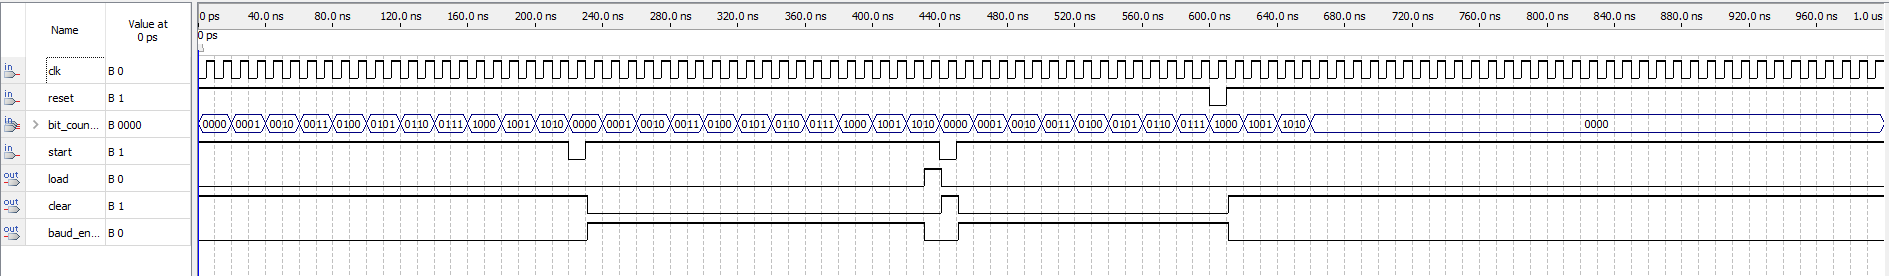 Name
Value at
0 ps
0 ps 40.0 ns 80.0 ns 120.0 ns 160.0 ns 200.0 ns 240.0 ns 280.0 ns 320.0 ns 360.0 ns 400.0 ns 440.0 ns 480.0 ns 520.0 ns 560.0 ns 600.0 ns 640.0 ns 680.0 ns 720.0 ns 760.0 ns 800.0 ns 840.0 ns 880.0 ns 920.0 ns 960.0 ns 1.0 us
0 ps
in clk B 0
in reset B 1
in bit_coun... B 0000 0000 0001 0010 0011 0100 0101 0110 0111 1000 1001 1010 0000 0001 0010 0011 0100 0101 0110 0111 1000 1001 1010 0000 0001 0010 0011 0100 0101 0110 0111 1000 1001 1010 0000
in start B 1
out load B 0
out clear B 1
out baud_en... B 0